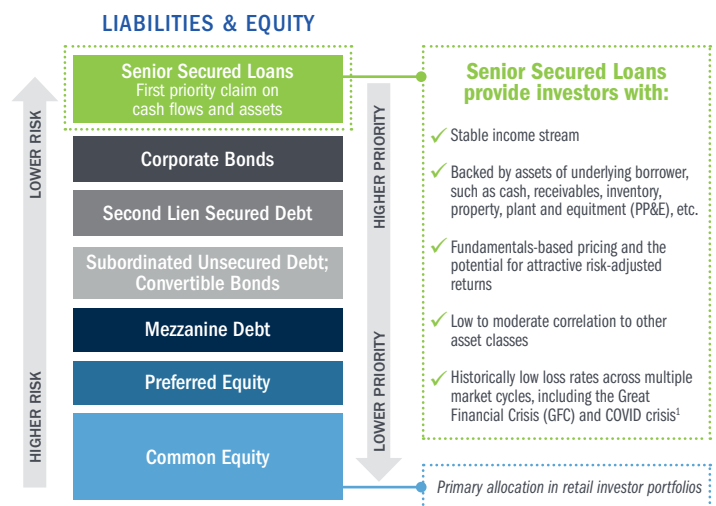 LIABILITIES & EQUITY
Senior Secured Loans
First priority claim on
cash flows and assets
Corporate Bonds
Second Lien Secured Debt
Subordinated Unsecured Debt;
Convertible Bonds
Mezzanine Debt
Preferred Equity
Common Equity
LOWER RISK
HIGHER RISK
HIGHER PRIORITY
LOWER PRIORITY
Senior Secured Loans
provide investors with:
Stable income stream
Backed by assets of underlying borrower,
such as cash, receivables, inventory,
property, plant and equitment (PP&E), etc.
Fundamentals-based pricing and the
potential for attractive risk-adjusted
returns
Low to moderate correlation to other
asset classes
Historically low loss rates across multiple
market cycles, including the Great
Financial Crisis (GFC) and COVID crisis¹
Primary allocation in retail investor portfolios